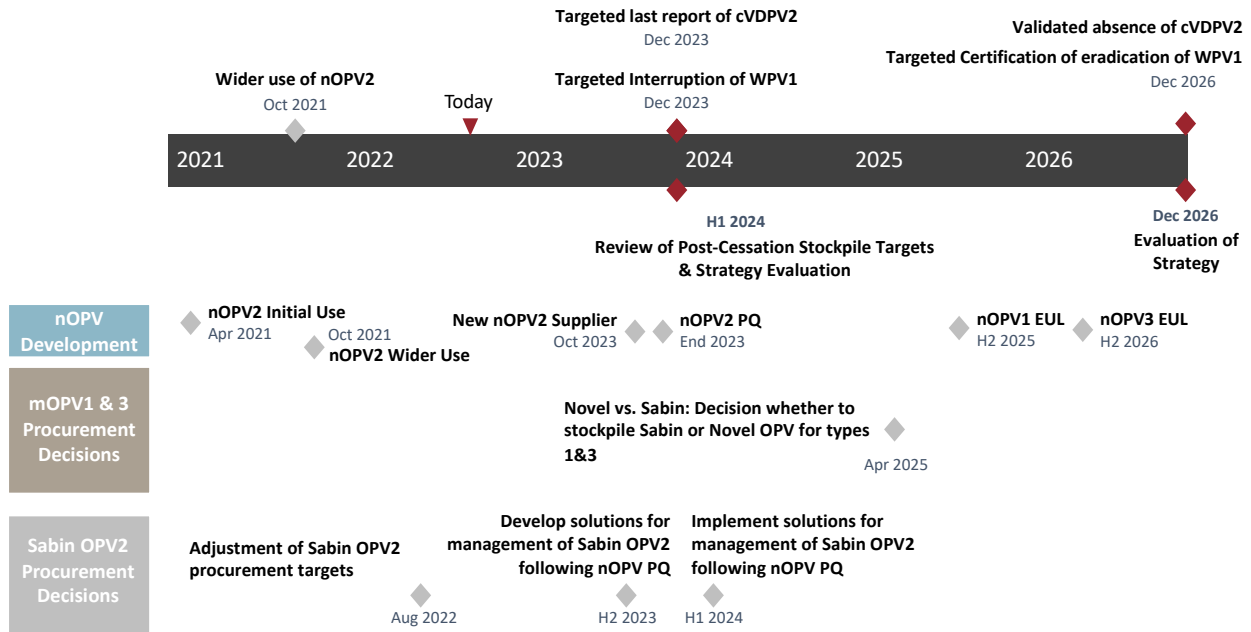 Targeted last report of cVDPV2
Dec 2023
Validated absence of cVDPV2
Wider use of nOPV2
Oct 2021
Today
Targeted Interruption of WPV1
Dec 2023
Targeted Certification of eradication of WPV1
Dec 2026
2021 2022 2023 2024 2025 2026
H1 2024
Review of Post-Cessation Stockpile Targets
& Strategy Evaluation
Dec 2026
Evaluation of
Strategy
nOPV
Development
nOPV2 Initial Use
Apr 2021
Oct 2021
nOPV2 Wider Use
New nOPV2 Supplier
Oct 2023
nOPV2 PQ
End 2023
nOPV1 EUL
H2 2025
nOPV3 EUL
H2 2026
mOPV1 & 3
Procurement
Decisions
Novel vs. Sabin: Decision whether to
stockpile Sabin or Novel OPV for types
1&3
Apr 2025
Sabin OPV2
Procurement
Decisions
Adjustment of Sabin OPV2
procurement targets
Aug 2022
Develop solutions for
management of Sabin OPV2
following nOPV PQ
H2 2023
Implement solutions for
management of Sabin OPV2
following nOPV PQ
H1 2024